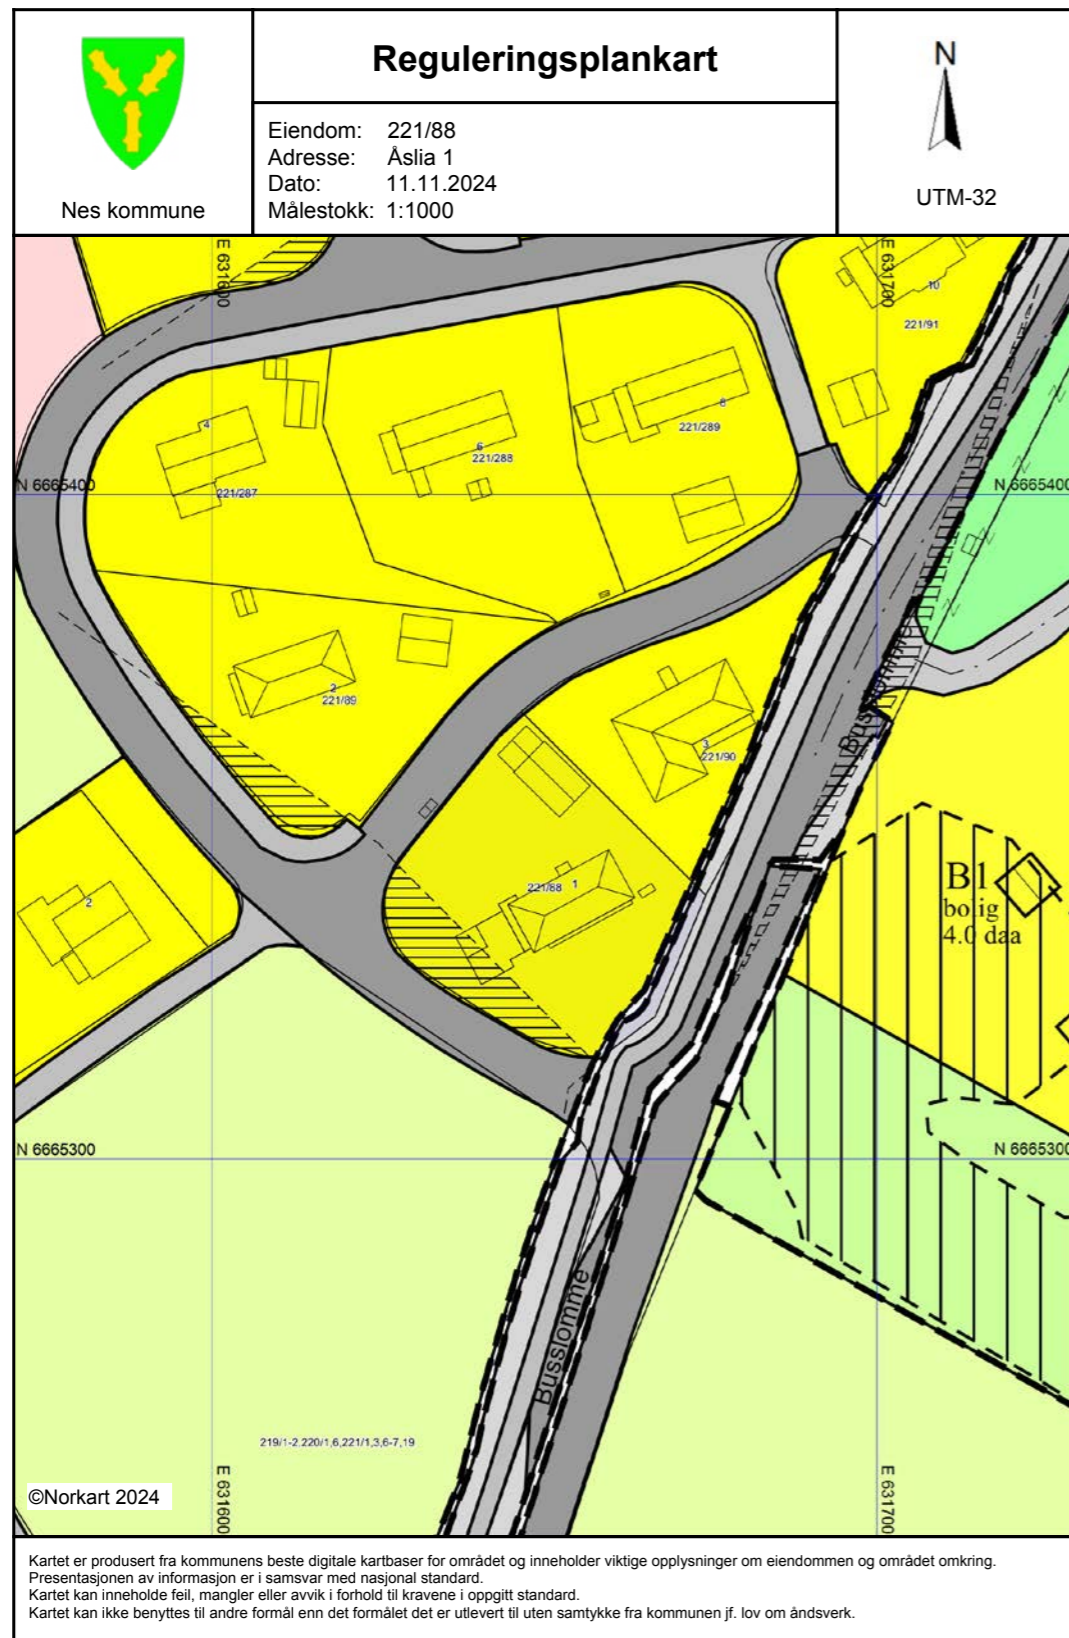 Reguleringsplankart
Nes kommune
Eiendom: 221/88
Adresse: Åslia 1
Dato: 11.11.2024
Målestokk: 1:1000
N
UTM-32
E 631600
E 631700
10
221/91
4
221/287
6
221/288
8
221/289
N 6665400
N 6665400
2
221/89
3
221/90
221/88 1
2
Busslomme
B1
bolig
4.0 daa
N 6665300
N 6665300
Busslomme
219/1-2,220/1,6,221/1,3,6-7,19
E 631600
E 631700
©Norkart 2024
Kartet er produsert fra kommunens beste digitale kartbaser for området og inneholder viktige opplysninger om eiendommen og området omkring.
Presentasjonen av informasjon er i samsvar med nasjonal standard.
Kartet kan inneholde feil, mangler eller avvik i forhold til kravene i oppgitt standard.
Kartet kan ikke benyttes til andre formål enn det formålet det er utlevert til uten samtykke fra kommunen jf. lov om åndsverk.